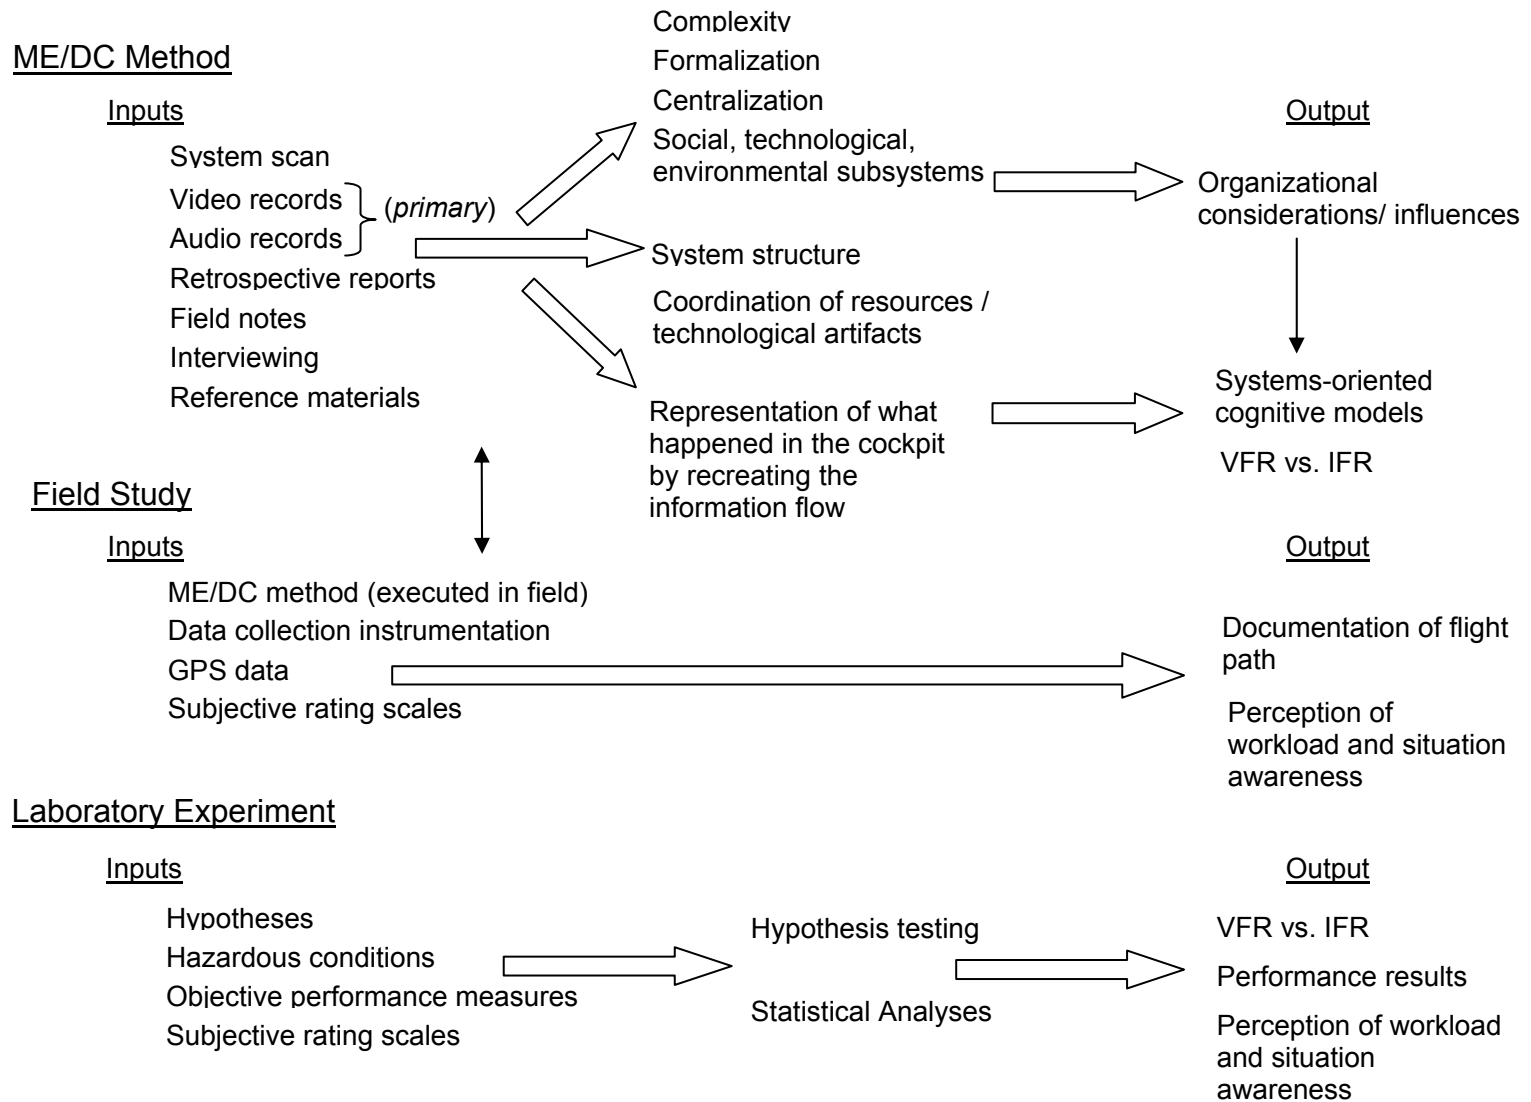 ME/DC Method
Inputs
System scan
Video records
Audio records
(primary)
Retrospective reports
Field notes
Interviewing
Reference materials
Complexity
Formalization
Centralization
Social, technological,
environmental subsystems
System structure
Coordination of resources /
technological artifacts
Representation of what
happened in the cockpit
by recreating the
information flow
Output
Organizational
considerations/ influences
Systems-oriented
cognitive models
VFR vs. IFR
Field Study
Inputs
ME/DC method (executed in field)
Data collection instrumentation
GPS data
Subjective rating scales
Output
Documentation of flight
path
Perception of
workload and situation
awareness
Laboratory Experiment
Inputs
Hypotheses
Hazardous conditions
Objective performance measures
Subjective rating scales
Hypothesis testing
Statistical Analyses
Output
VFR vs. IFR
Performance results
Perception of workload
and situation
awareness